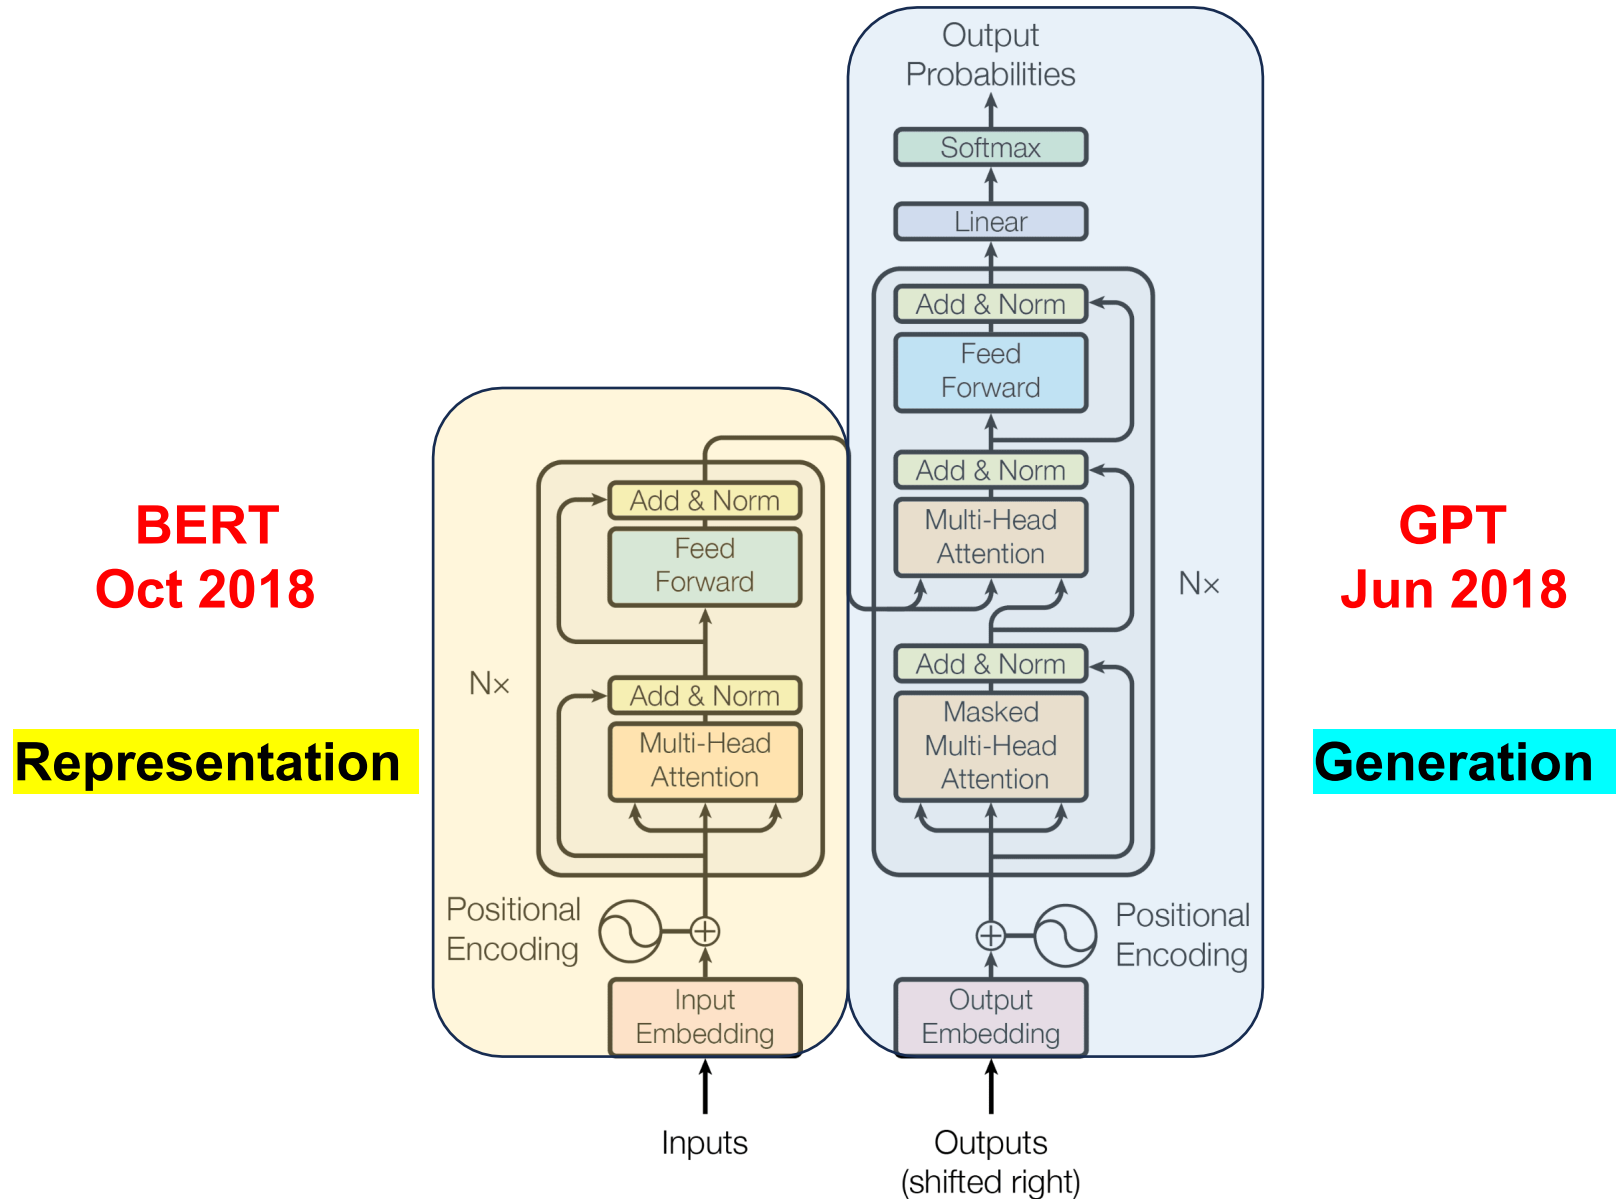 BERT
Oct 2018
Representation
Add & Norm
Feed
Forward
Nx
Add & Norm
Multi-Head
Attention
Positional
Encoding
Input
Embedding
Inputs
Output
Probabilities
Softmax
Linear
Add & Norm
Feed
Forward
Add & Norm
Multi-Head
Attention
Nx
Add & Norm
Masked
Multi-Head
Attention
Positional
Encoding
Output
Embedding
Outputs
(shifted right)
GPT
Jun 2018
Generation